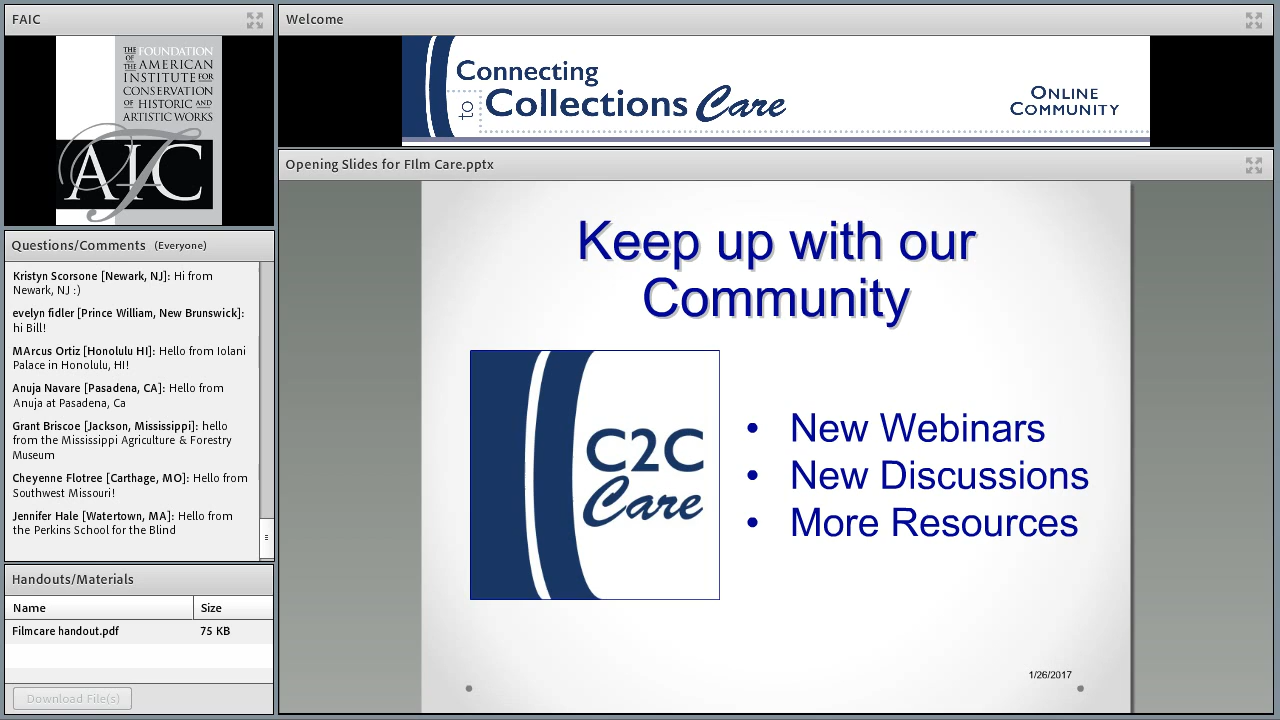 FAIC
THE FOUNDATION
OF THE AMERICAN
INSTITUTE FOR
CONSERVATION
OF HISTORIC AND
ARTISTIC WORKS
AIC
Welcome
Connecting
to Collections Care
ONLINE
COMMUNITY
Questions/Comments (Everyone)
Kristyn Scorsone [Newark, NJ]: Hi from
Newark, NJ :)
evelyn fidler [Prince William, New Brunswick]:
hi Bill!
MArcus Ortiz [Honolulu HI]: Hello from Iolani
Palace in Honolulu, HI!
Anuja Navare [Pasadena, CA]: Hello from
Anuja at Pasadena, Ca
Grant Briscoe [Jackson, Mississippi]: hello
from the Mississippi Agriculture & Forestry
Museum
Cheyenne Flotree [Carthage, MO]: Hello from
Southwest Missouri!
Jennifer Hale [Watertown, MA]: Hello from
the Perkins School for the Blind
Handouts/Materials
Name Size
Filmcare handout.pdf 75 KB
Download File(s)
Opening Slides for FIlm Care.pptx
Keep up with our
Community
C2C
Care
• New Webinars
• New Discussions
• More Resources
1/26/2017